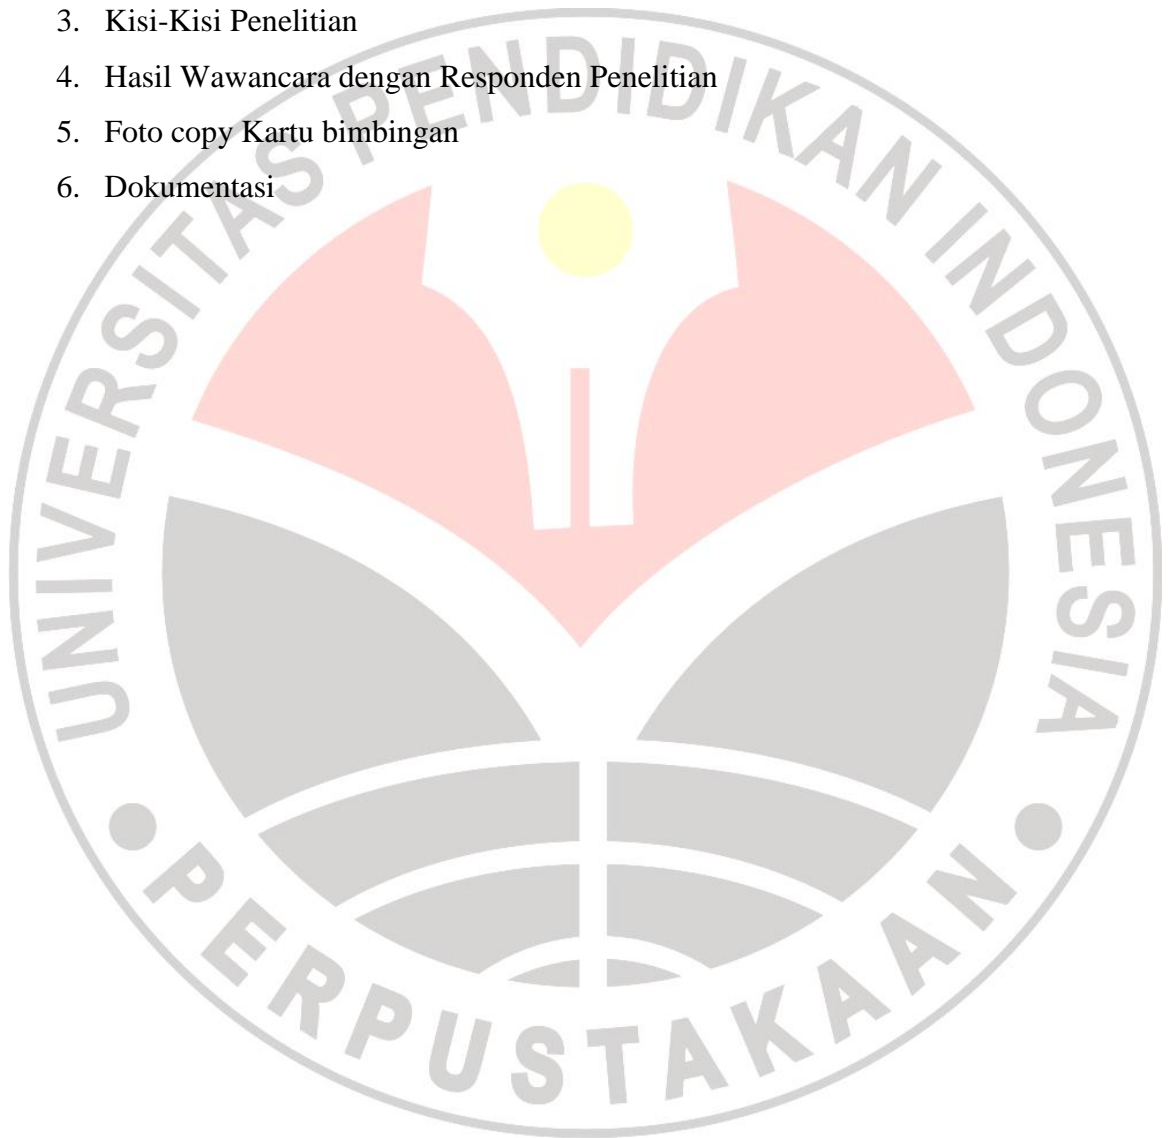 3. Kisi-Kisi Penelitian
4. Hasil Wawancara dengan Responden Penelitian
5. Foto copy Kartu bimbingan
6. Dokumentasi
UNIVERSITAS PENDIDIKAN INDONESIA
PERPUSTAKAAN